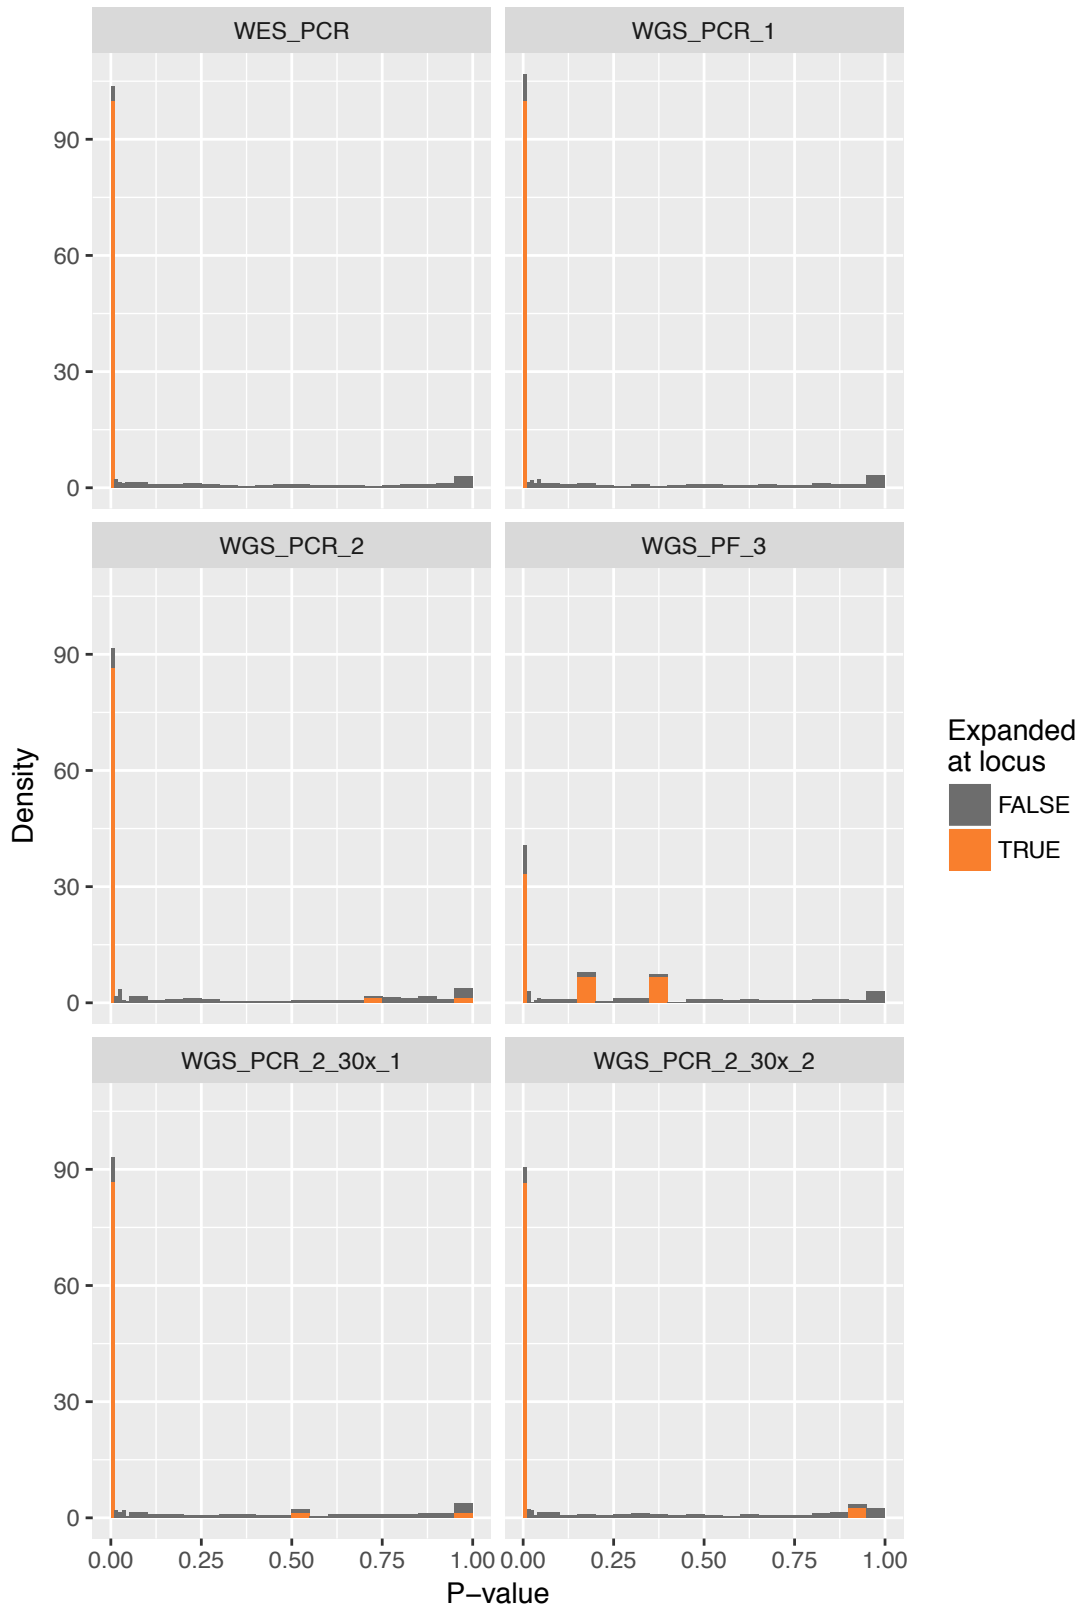 WES_PCR
WGS_PCR_1
90
60
30
0
WGS_PCR_2
WGS_PF_3
90
60
30
0
WGS_PCR_2_30x_1
WGS_PCR_2_30x_2
90
60
30
0
0.00 0.25 0.50 0.75 1.00 0.00 0.25 0.50 0.75 1.00
P−value
Density
Expanded
at locus
FALSE
TRUE